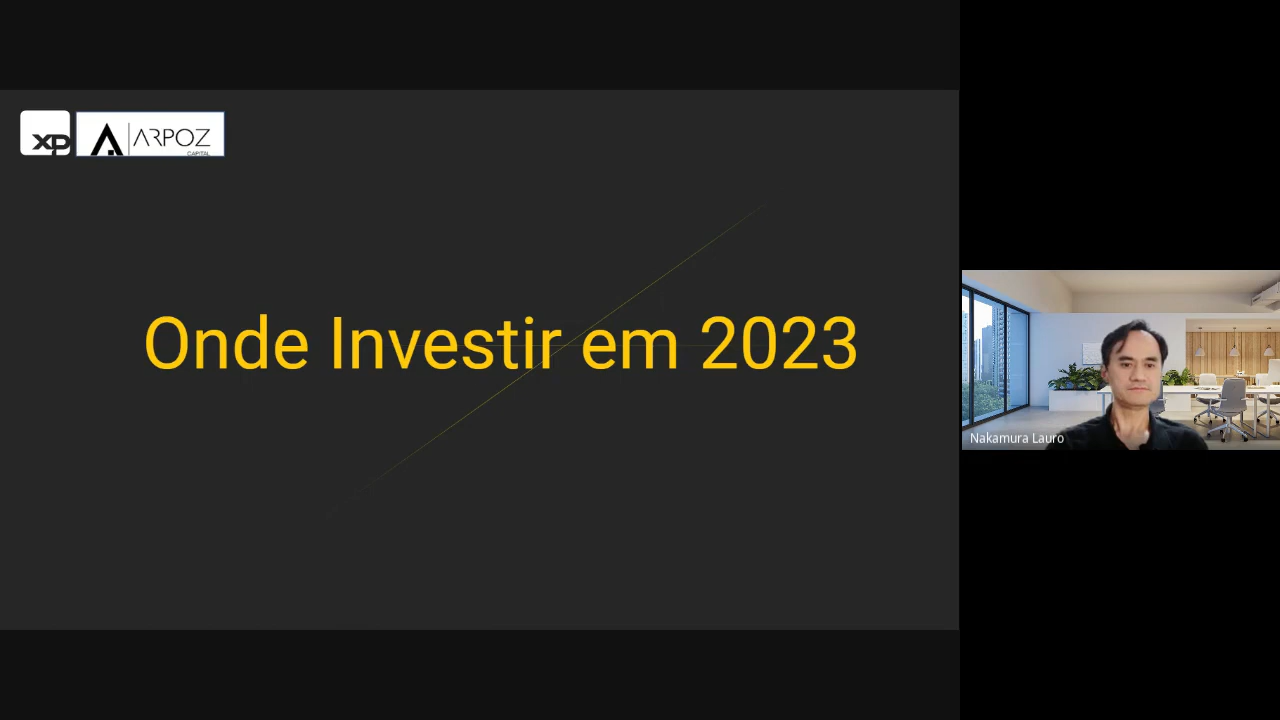 XP
ARPOZ
CAPITAL
Onde Investir em 2023
Nakamura Lauro